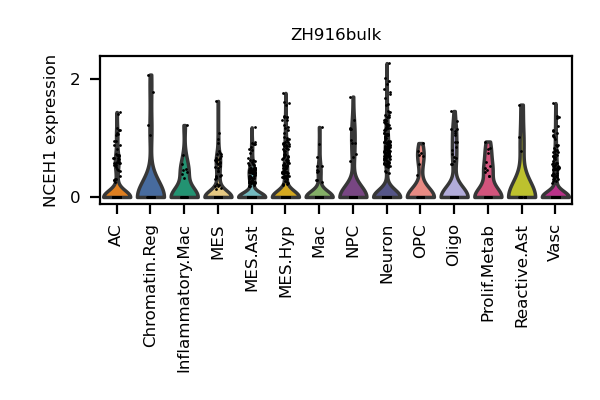 ZH916bulk
NCEH1 expression
2
0
AC
Chromatin.Reg
Inflammatory.Mac
MES
MES.Ast
MES.Hyp
Mac
NPC
Neuron
OPC
Oligo
Prolif.Metab
Reactive.Ast
Vasc